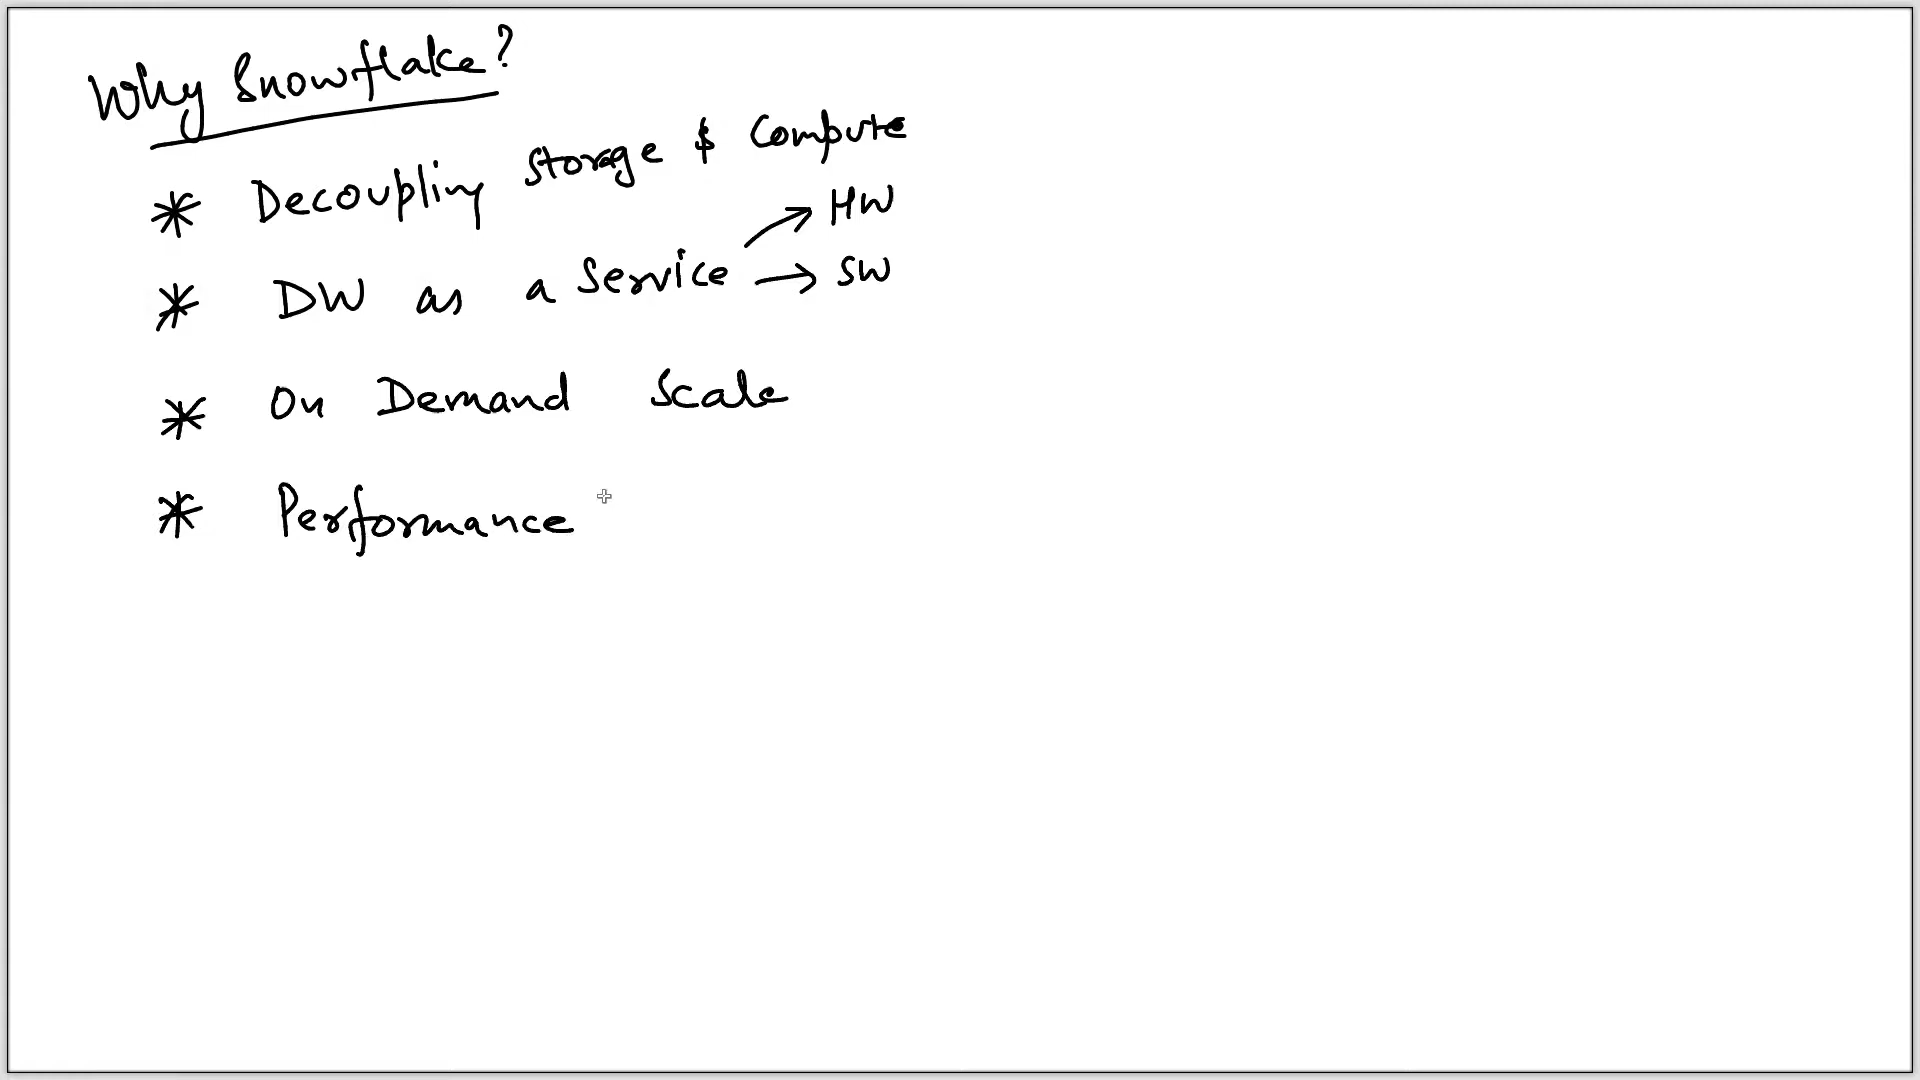 Why Snowflake?
* Decoupling Storage & Compute
* DW as a Service → HW
→ SW
* On Demand Scale
* Performance